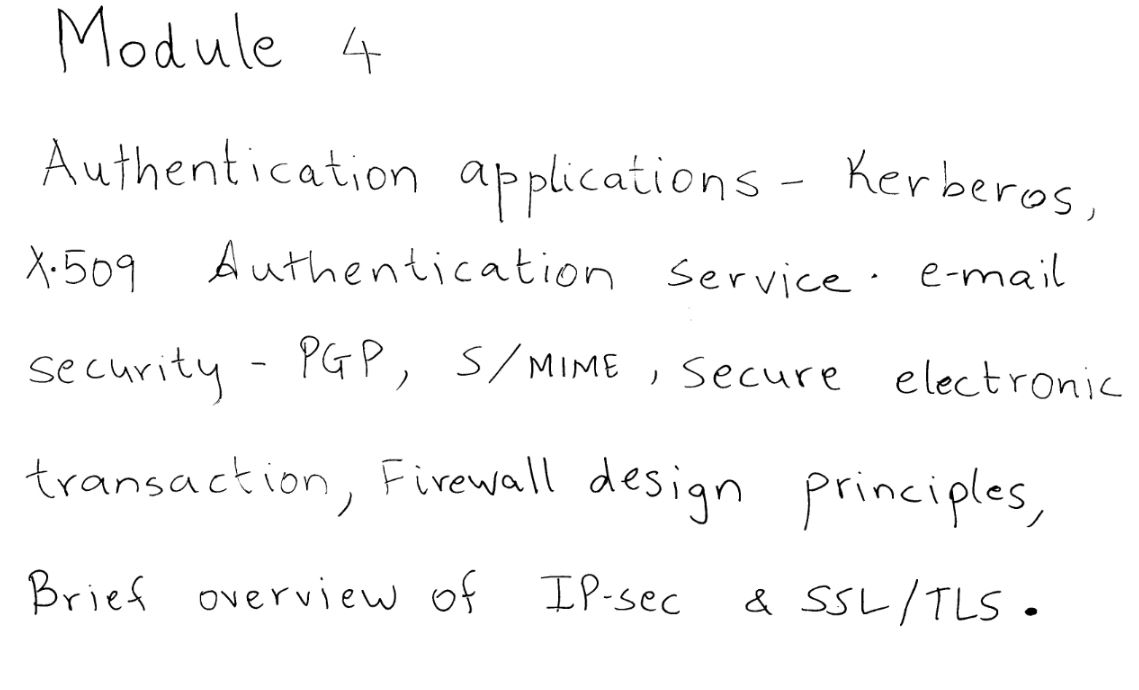 Module 4
Authentication applications - Kerberos,
X.509 Authentication service. e-mail
security - PGP, S/MIME, Secure electronic
transaction, Firewall design principles,
Brief overview of IP-sec & SSL/TLS.